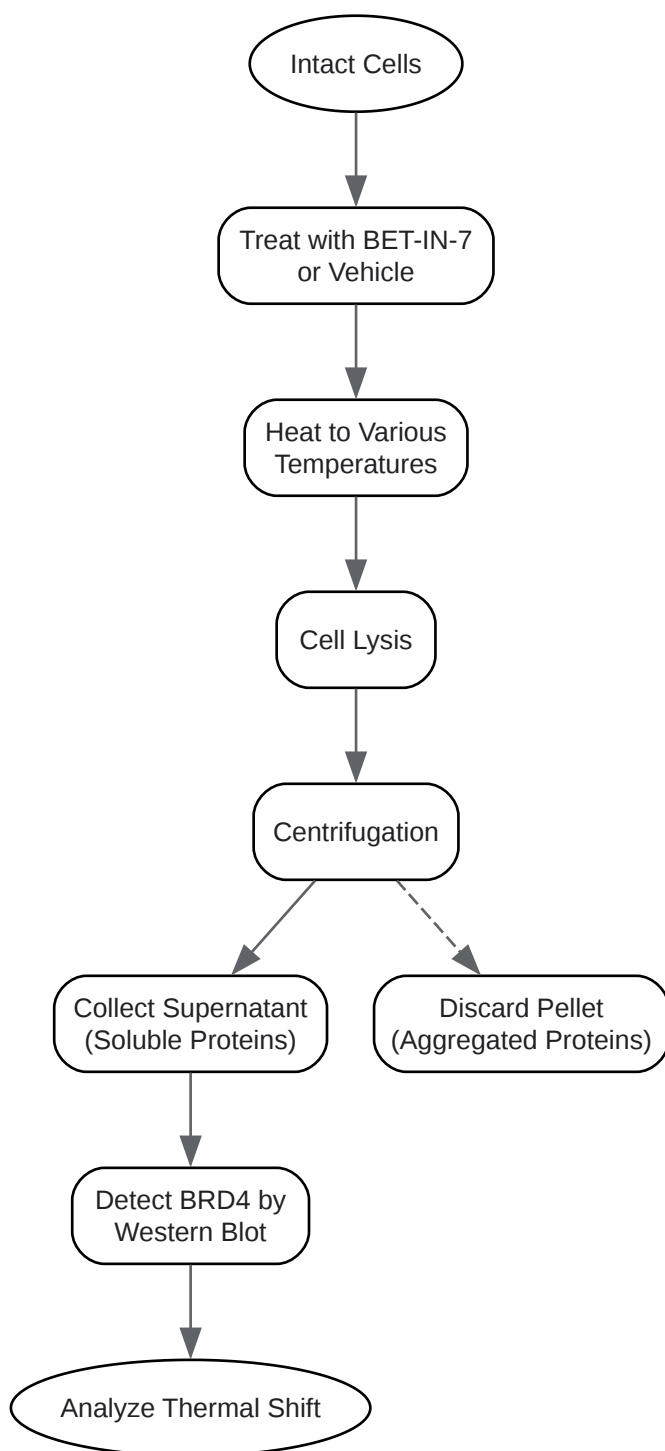 Intact Cells
Treat with BET-IN-7
or Vehicle
Heat to Various
Temperatures
Cell Lysis
Centrifugation
Collect Supernatant
(Soluble Proteins)
Discard Pellet
(Aggregated Proteins)
Detect BRD4 by
Western Blot
Analyze Thermal Shift